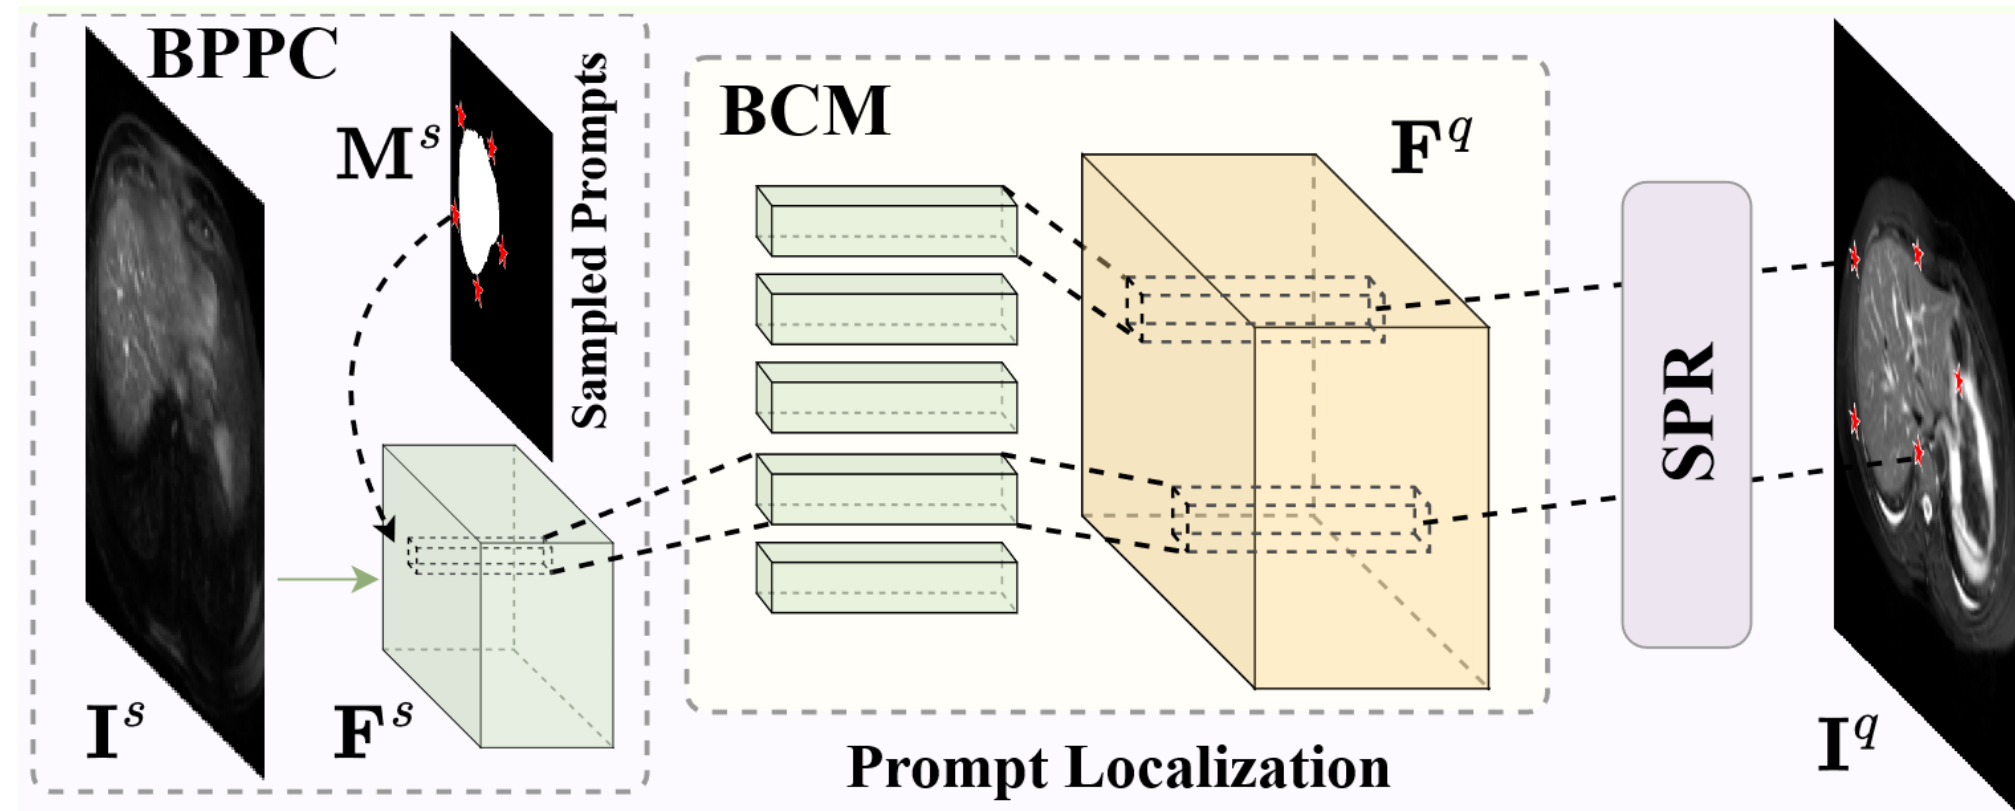 BPPC
M^s
Sampled Prompts
I^s
F^s
BCM
F^q
Prompt Localization
SPR
I^q